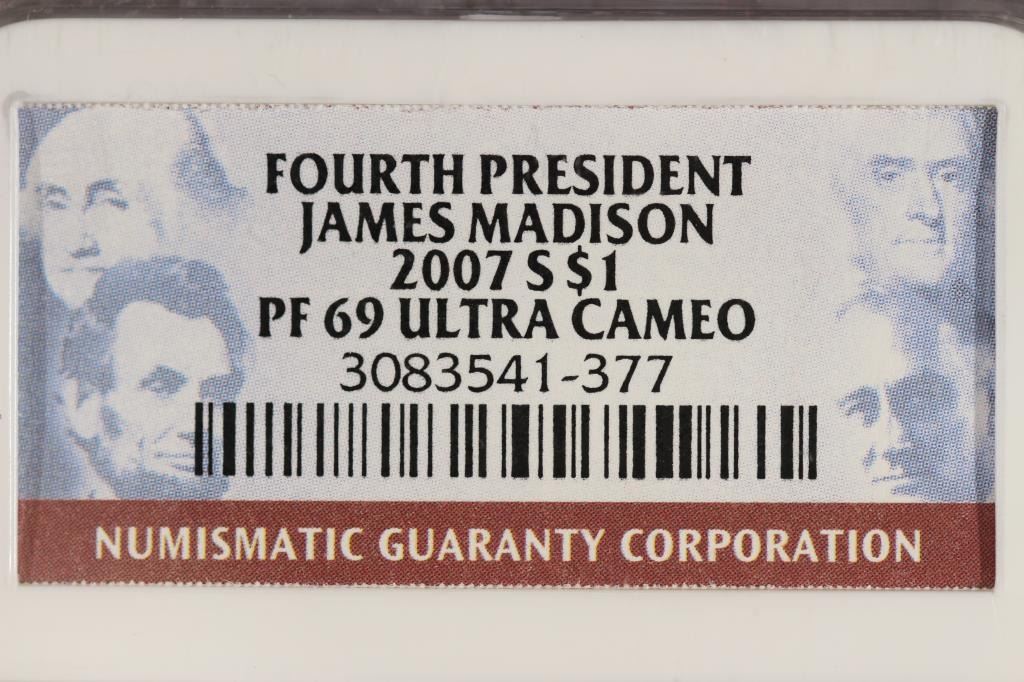 FOURTH PRESIDENT
JAMES MADISON
2007 S $1
PF 69 ULTRA CAMEO
3083541-377
NUMISMATIC GUARANTY CORPORATION